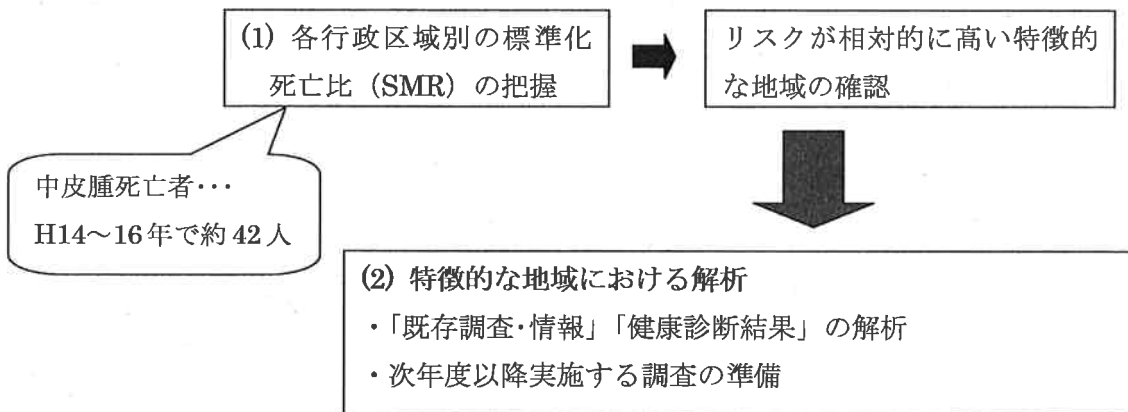 (1) 各行政区域別の標準化
死亡比（SMR）の把握
リスクが相対的に高い特徴的
な地域の確認
中皮腫死亡者･･･
H14～16年で約42人
(2) 特徴的な地域における解析
・「既存調査･情報」「健康診断結果」の解析
・次年度以降実施する調査の準備